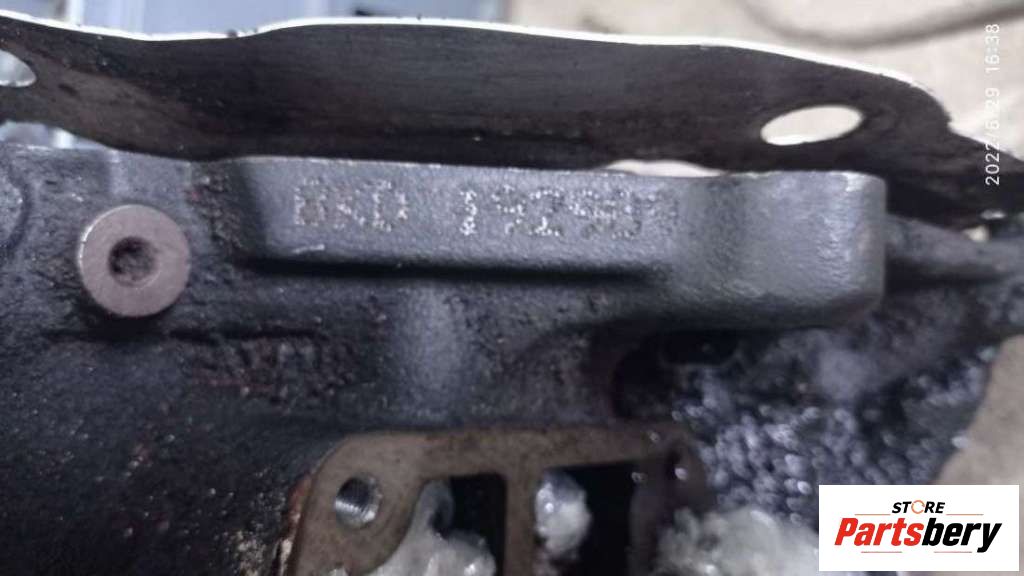 2022/6/29 16:38
BKD
STORE
Partsbery